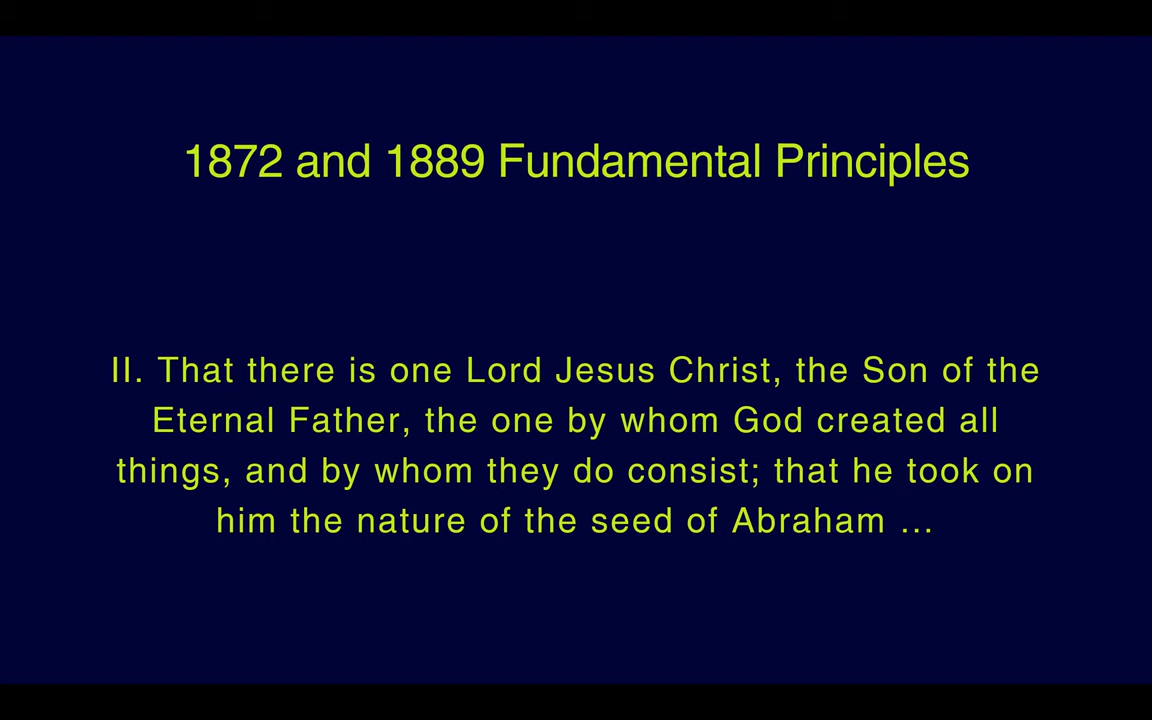 1872 and 1889 Fundamental Principles
II. That there is one Lord Jesus Christ, the Son of the
Eternal Father, the one by whom God created all
things, and by whom they do consist; that he took on
him the nature of the seed of Abraham ...